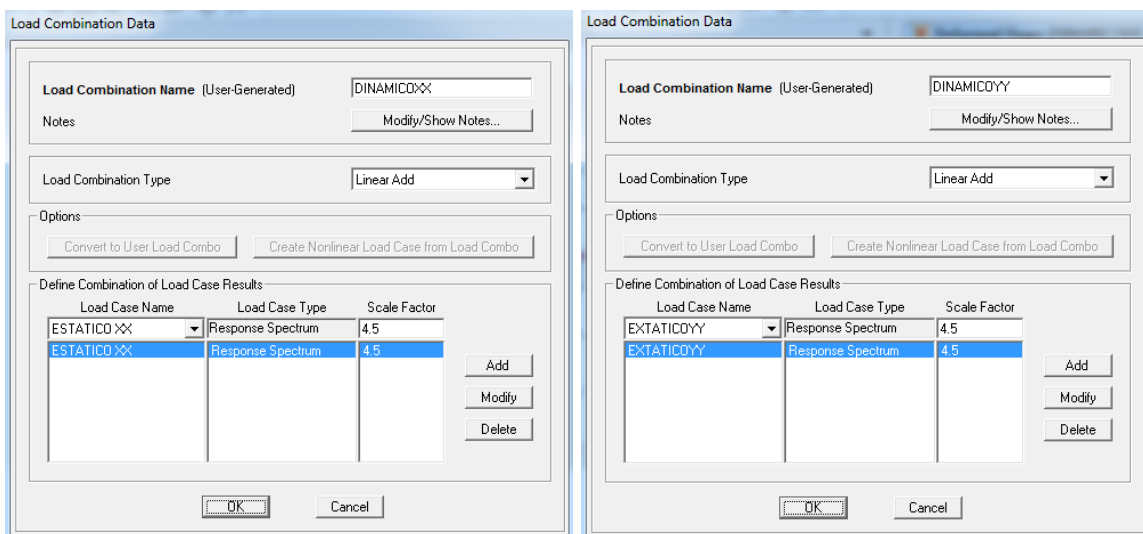 Load Combination Data
Load Combination Name (User-Generated) DINAMICOXX
Notes Modify/Show Notes...
Load Combination Type Linear Add
Options
Convert to User Load Combo Create Nonlinear Load Case from Load Combo
Define Combination of Load Case Results
Load Case Name Load Case Type Scale Factor
ESTATICO XX Response Spectrum 4.5
ESTATICO XX Response Spectrum 4.5
Add
Modify
Delete
OK Cancel
Load Combination Data
Load Combination Name (User-Generated) DINAMICOYY
Notes Modify/Show Notes...
Load Combination Type Linear Add
Options
Convert to User Load Combo Create Nonlinear Load Case from Load Combo
Define Combination of Load Case Results
Load Case Name Load Case Type Scale Factor
EXTATICOYY Response Spectrum 4.5
EXTATICOYY Response Spectrum 4.5
Add
Modify
Delete
OK Cancel